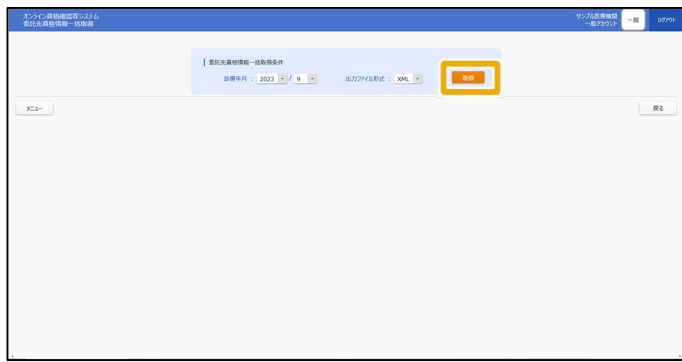 オンライン資格確認等システム
委託先資格情報一括取得
サンプル医療機関
一般アカウント
一般
ログアウト
委託先資格情報一括取得条件
診療年月 : 2023 / 9
出力ファイル形式 : XML
取得
メニュー
戻る